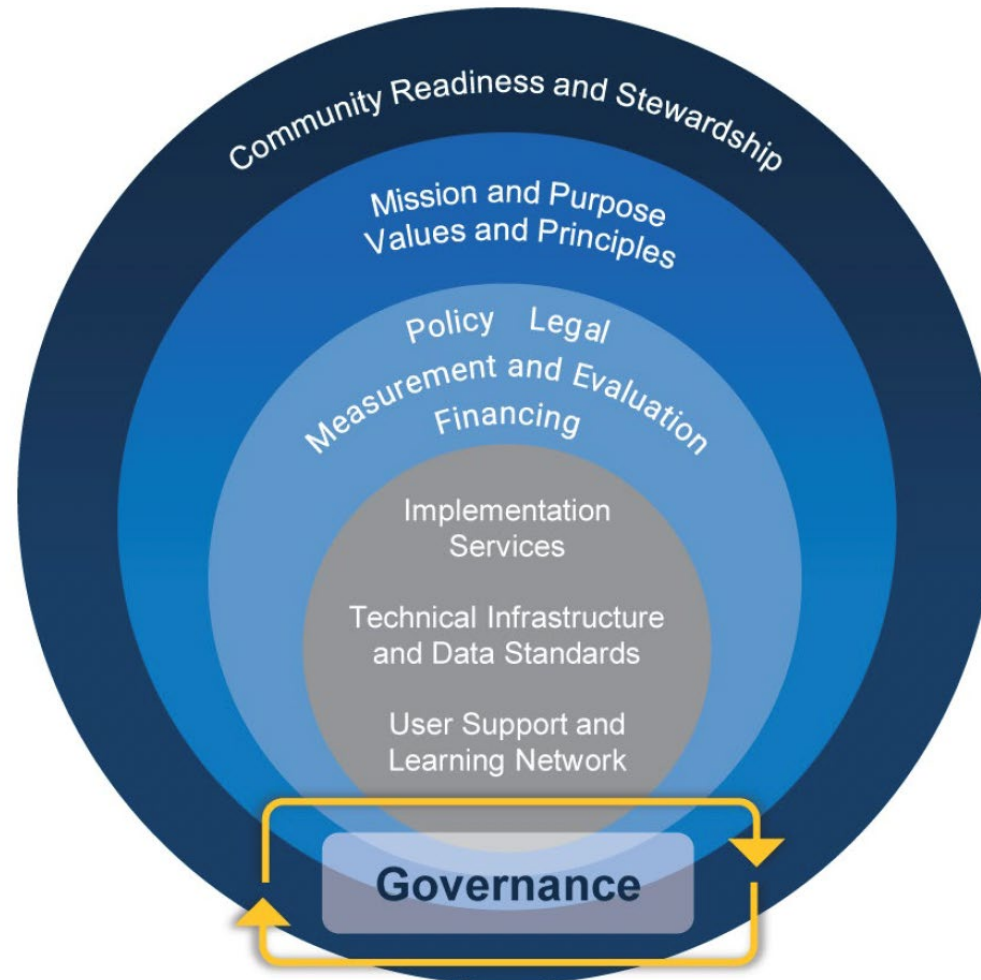 Community Readiness and Stewardship
Mission and Purpose
Values and Principles
Policy Legal
Measurement and Evaluation
Financing
Implementation
Services
Technical Infrastructure
and Data Standards
User Support and
Learning Network
Governance